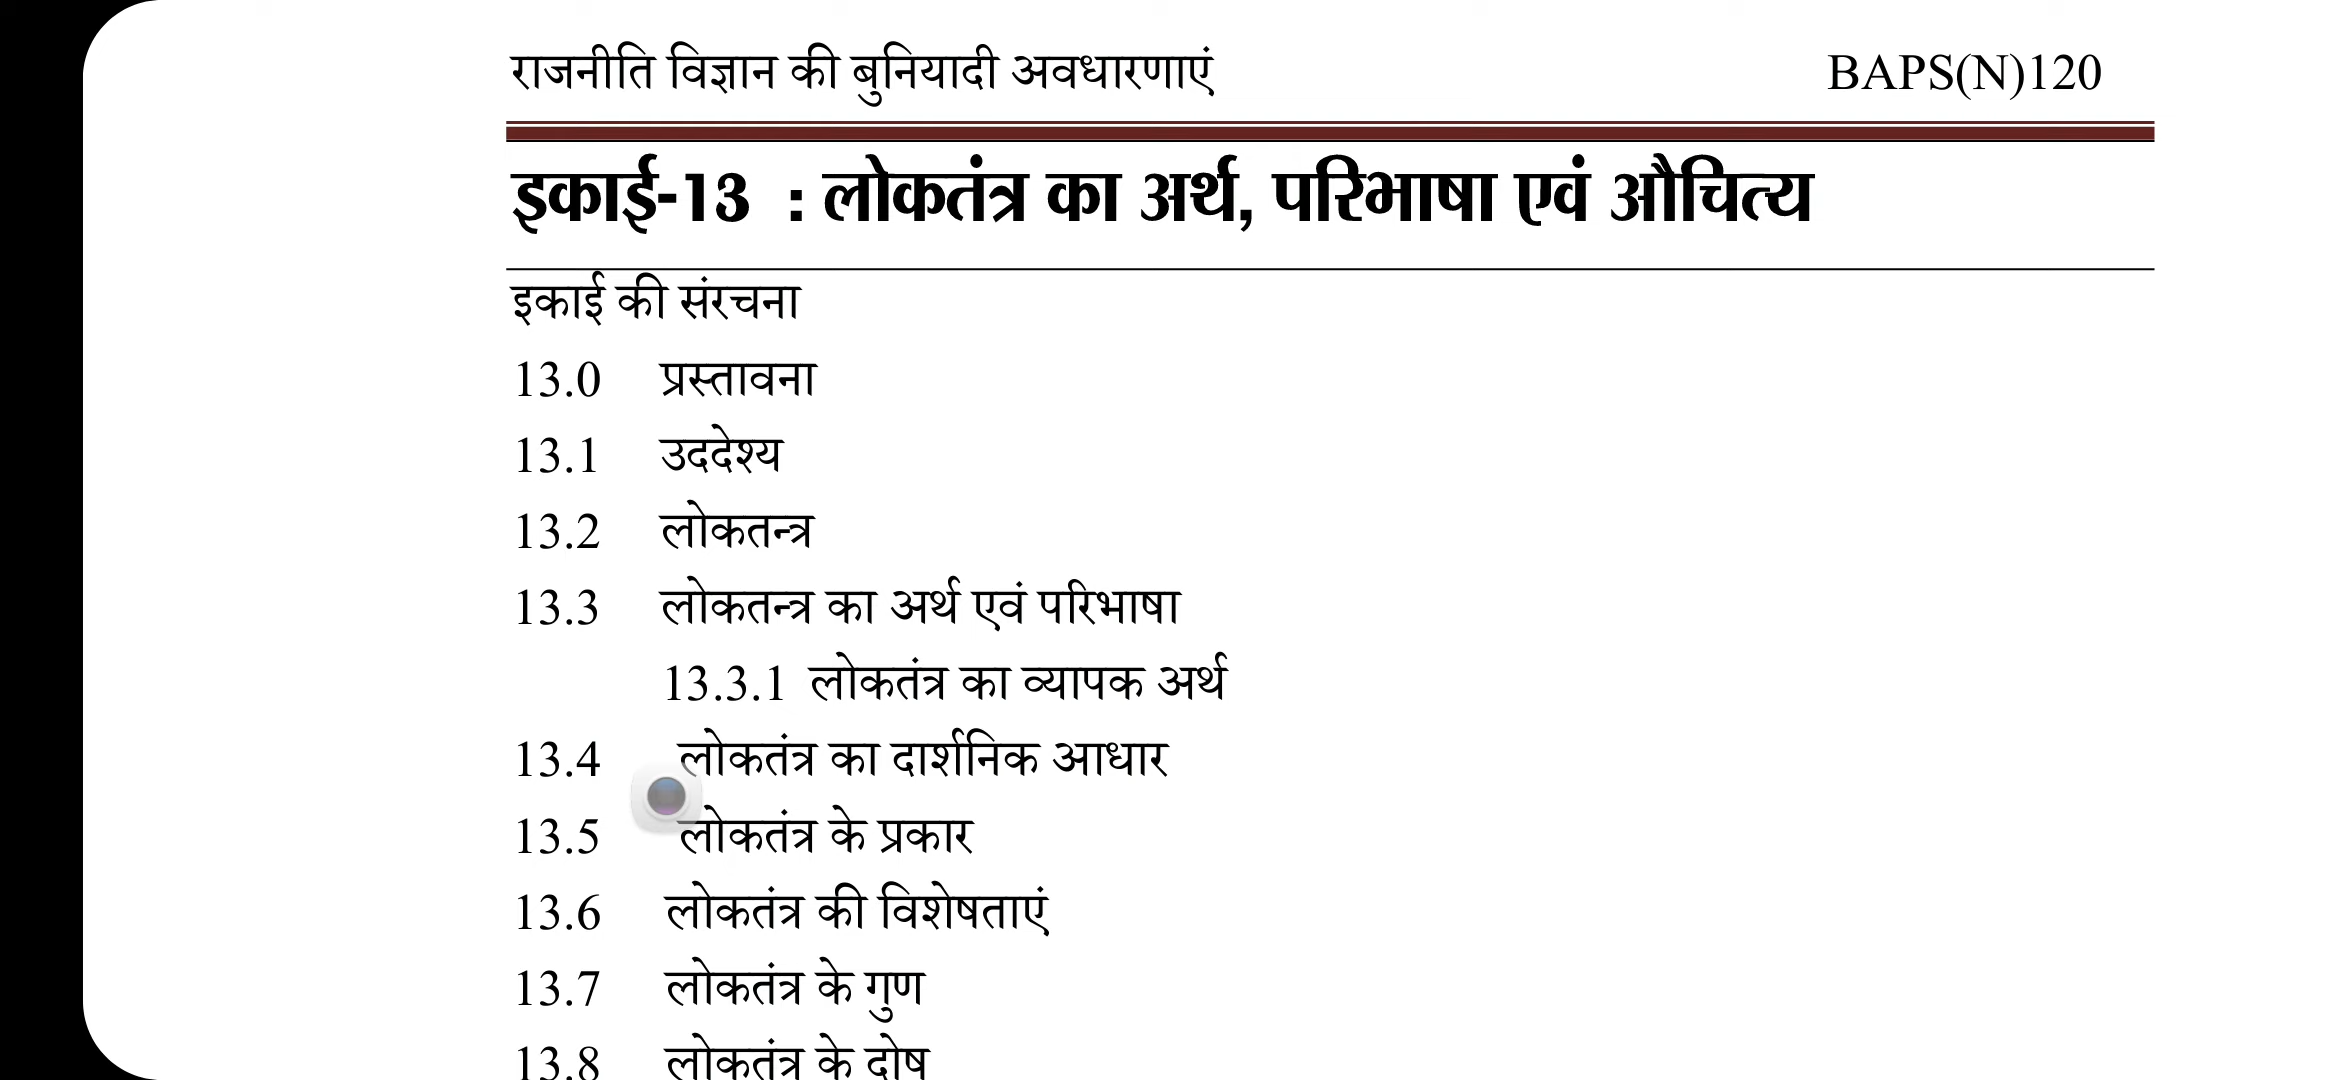 राजनीति विज्ञान की बुनियादी अवधारणाएं BAPS(N)120
इकाई-13 : लोकतंत्र का अर्थ, परिभाषा एवं औचित्य
इकाई की संरचना
13.0 प्रस्तावना
13.1 उददेश्य
13.2 लोकतन्त्र
13.3 लोकतन्त्र का अर्थ एवं परिभाषा
13.3.1 लोकतंत्र का व्यापक अर्थ
13.4 लोकतंत्र का दार्शनिक आधार
13.5 लोकतंत्र के प्रकार
13.6 लोकतंत्र की विशेषताएं
13.7 लोकतंत्र के गुण
13.8 लोकतंत्र के दोष